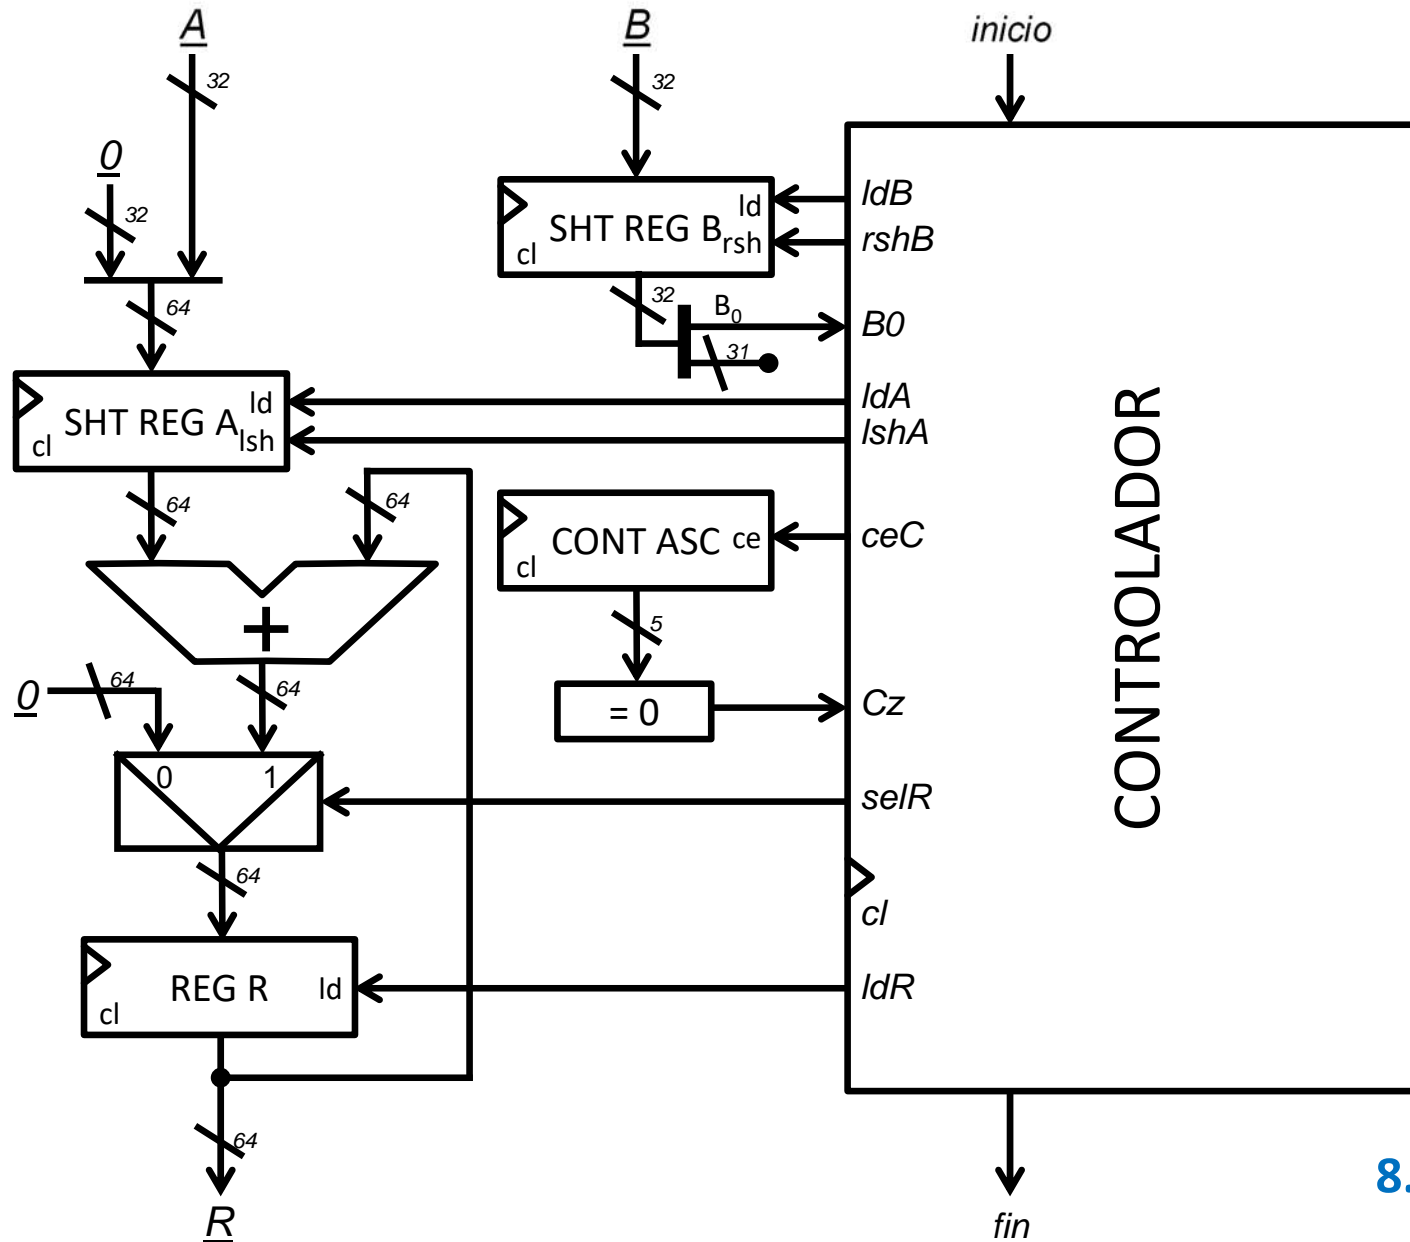 A
B
inicio
32
32
0
32
64
ld
SHT REG B
rsh
cl
ldB
rshB
32
B0
B0
31
ld
SHT REG A
lsh
cl
ldA
lshA
64
64
CONT ASC
ce
cl
ceC
CONTROLADOR
+
5
0
64
64
= 0
Cz
0
1
selR
64
cl
REG R
ld
cl
ldR
64
8.
R
fin